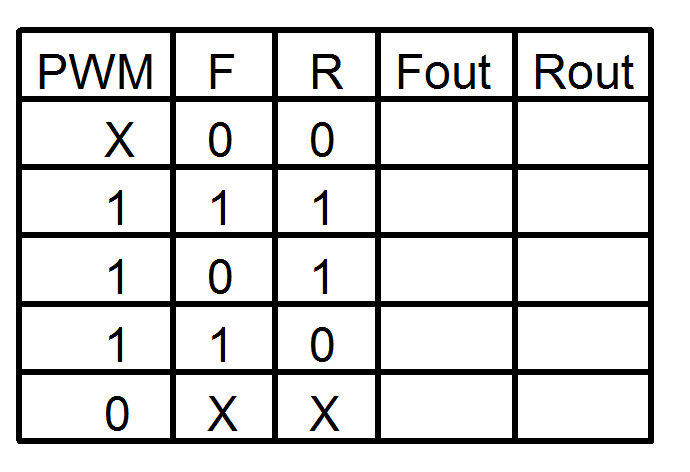 PWM F R Fout Rout
X 0 0
1 1 1
1 0 1
1 1 0
0 X X